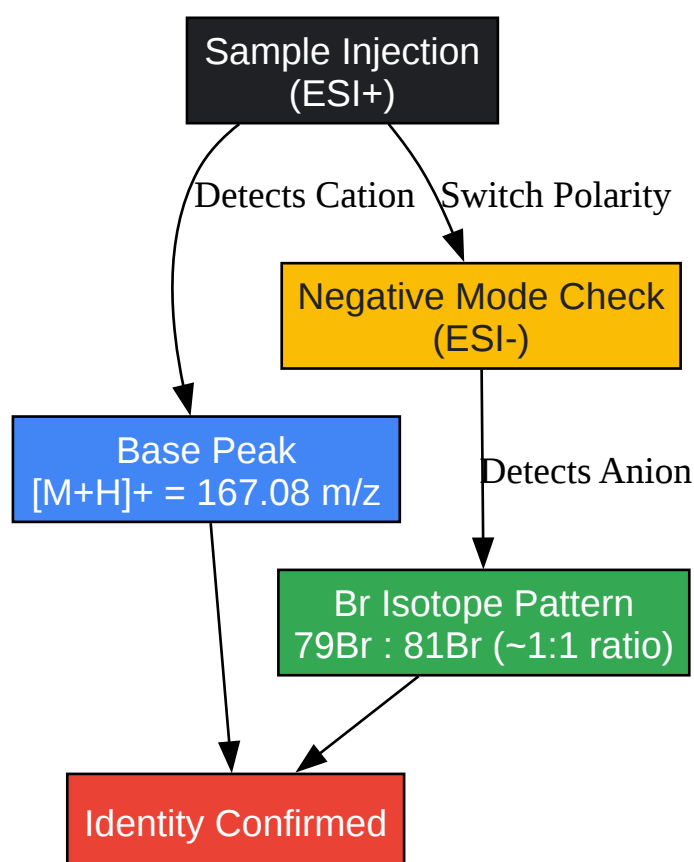 Sample Injection
(ESI+)
Detects Cation
Switch Polarity
Negative Mode Check
(ESI-)
Base Peak
[M+H]+ = 167.08 m/z
Detects Anion
Br Isotope Pattern
79Br : 81Br (~1:1 ratio)
Identity Confirmed